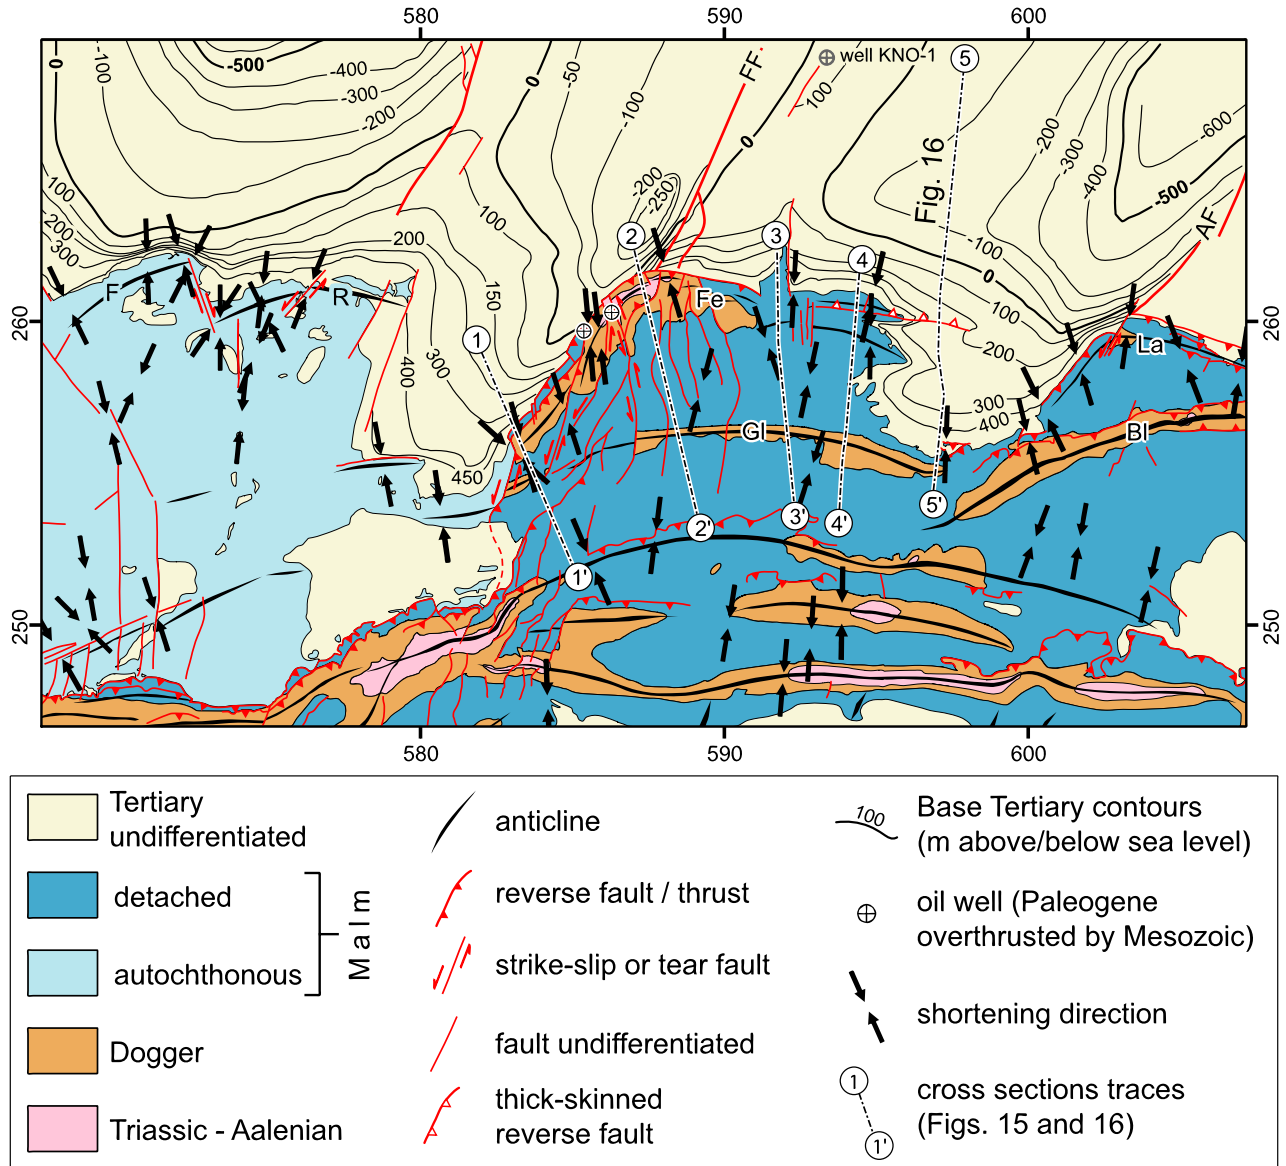 580
590
600
0
-100
-500
-400
-300
-200
-50
0
-100
FF
well KNO-1
100
5
-200
-300
-400
-600
-500
AF
Fig. 16
0
100
200
300
-200
-250
200
100
150
2
3
4
-100
0
100
200
300
400
F
R
Fe
La
260
260
1
300
400
450
Gl
Bl
5'
2'
3'
4'
1'
250
250
580
590
600
Tertiary
undifferentiated
detached
autochthonous
Malm
Dogger
Triassic - Aalenian
anticline
reverse fault / thrust
strike-slip or tear fault
fault undifferentiated
thick-skinned
reverse fault
100
Base Tertiary contours
(m above/below sea level)
oil well (Paleogene
overthrusted by Mesozoic)
shortening direction
1
1'
cross sections traces
(Figs. 15 and 16)